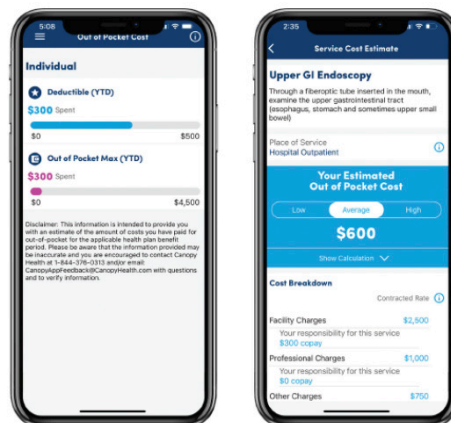 5:08
Out of Pocket Cost
Individual
Deductible (YTD)
$300 Spent
$0 $500
Out of Pocket Max (YTD)
$300 Spent
$0 $4,500
Disclaimer: This information is intended to provide you
with an estimate of the amount of costs you have paid for
out-of-pocket for the applicable health plan benefit
period. Please be aware that the information provided may
be inaccurate and you are encouraged to contact Canopy
Health at 1-844-376-0313 and/or email:
CanopyAppFeedback@CanopyHealth.com with questions
and to verify information.
2:35
Service Cost Estimate
Upper GI Endoscopy
Through a fiberoptic tube inserted in the mouth,
examine the upper gastrointestinal tract
(esophagus, stomach and sometimes upper small
bowel)
Place of Service
Hospital Outpatient
Your Estimated
Out of Pocket Cost
Low Average High
$600
Show Calculation
Cost Breakdown
Contracted Rate
Facility Charges $2,500
Your responsibility for this service
$300 copay
Professional Charges $1,000
Your responsibility for this service
$0 copay
Other Charges $750